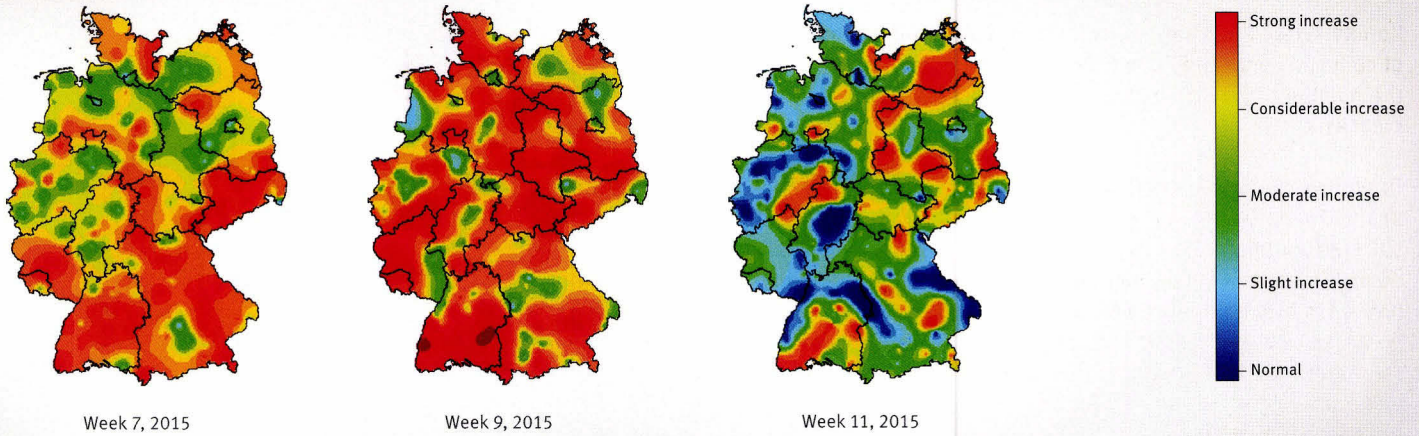 Strong increase
Considerable increase
Moderate increase
Slight increase
Normal
Week 7, 2015
Week 9, 2015
Week 11, 2015